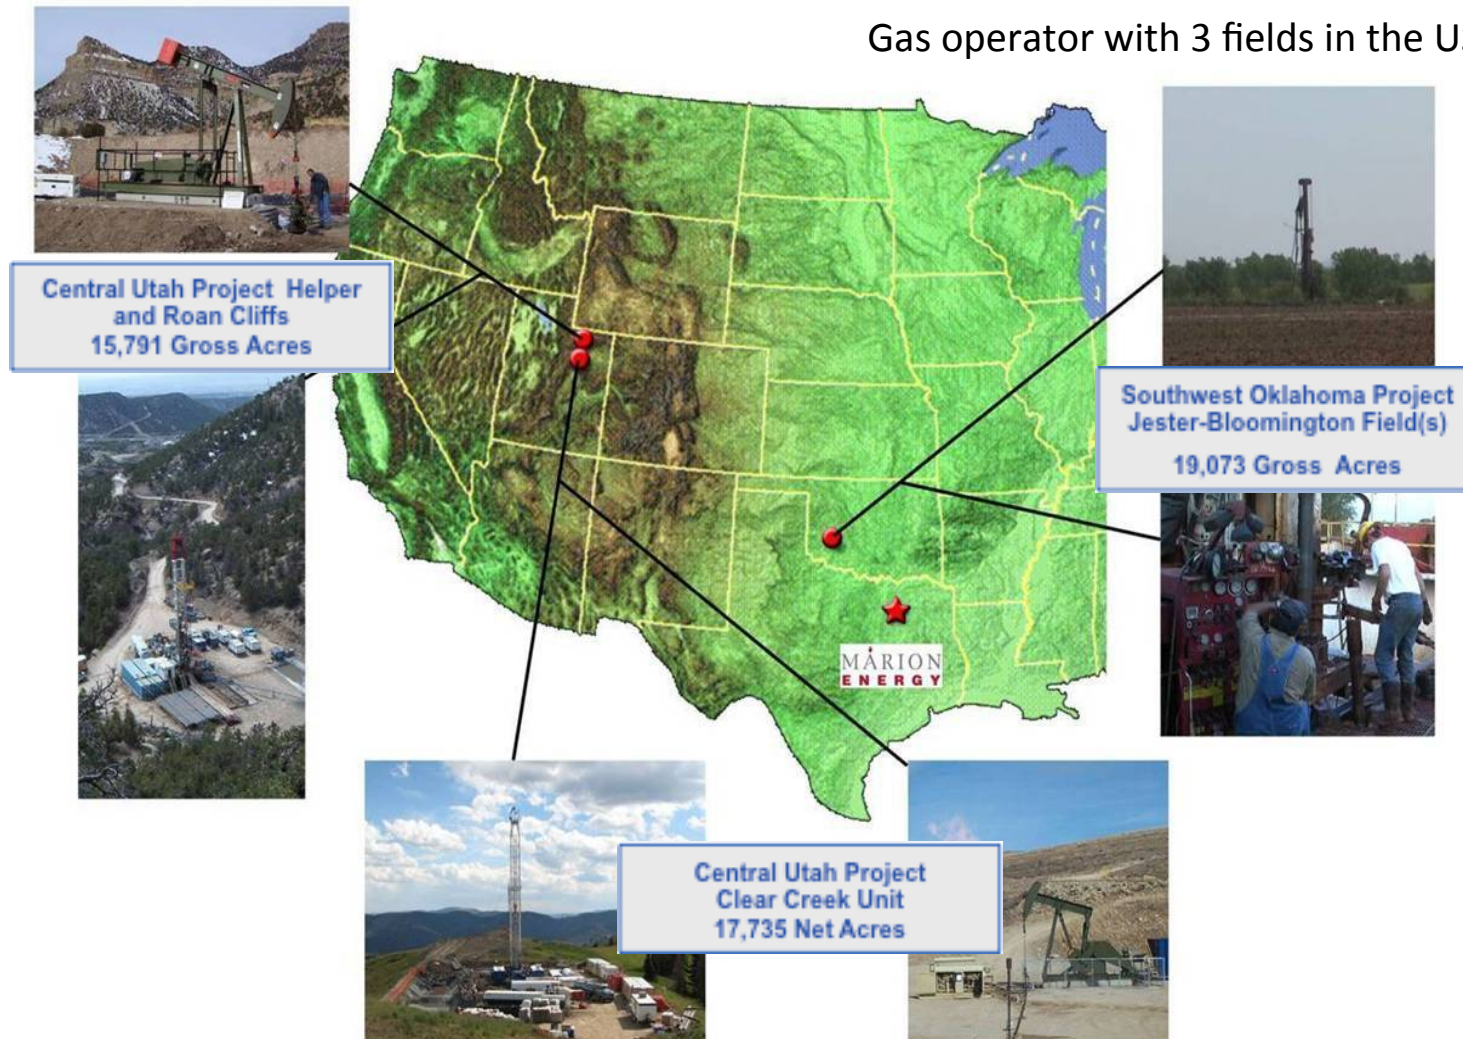 Gas operator with 3 fields in the US
Central Utah Project Helper
and Roan Cliffs
15,791 Gross Acres
Southwest Oklahoma Project
Jester-Bloomington Field(s)
19,073 Gross Acres
MARION
ENERGY
Central Utah Project
Clear Creek Unit
17,735 Net Acres